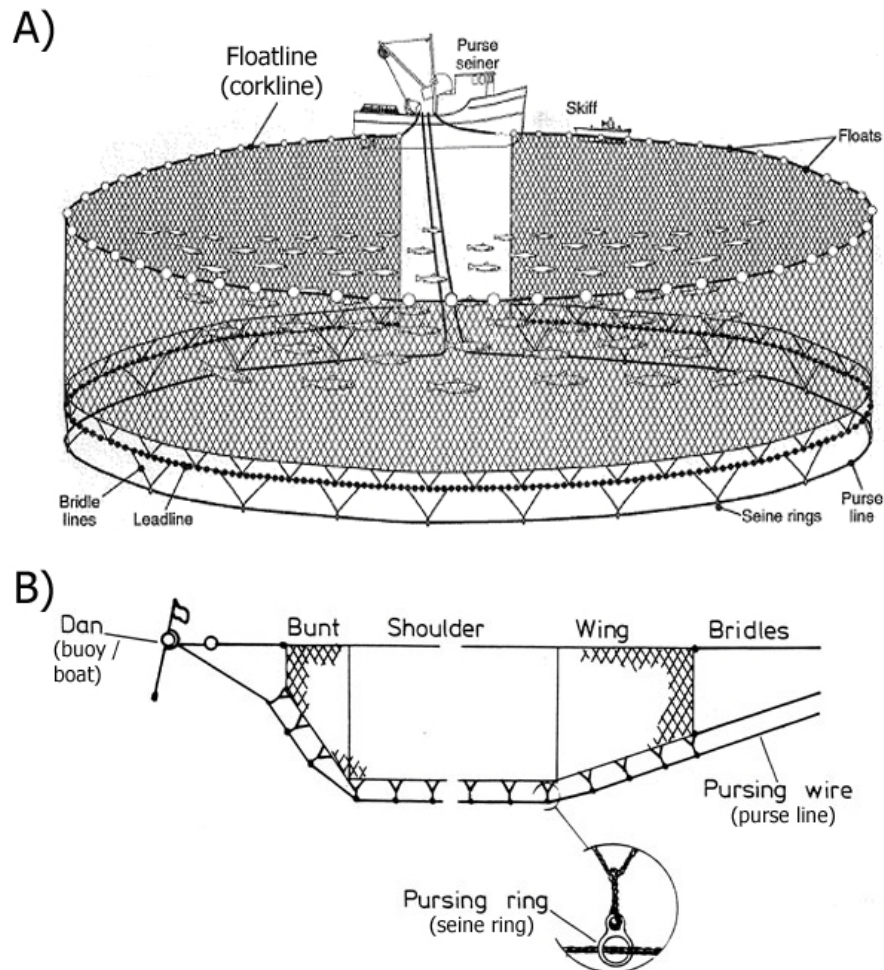 A)
Floatline
(corkline)
Purse
seiner
Skiff
Floats
Bridle
lines
Leadline
Seine rings
Purse
line
B)
Dan
(buoy /
boat)
Bunt
Shoulder
Wing
Bridles
Pursing wire
(purse line)
Pursing ring
(seine ring)